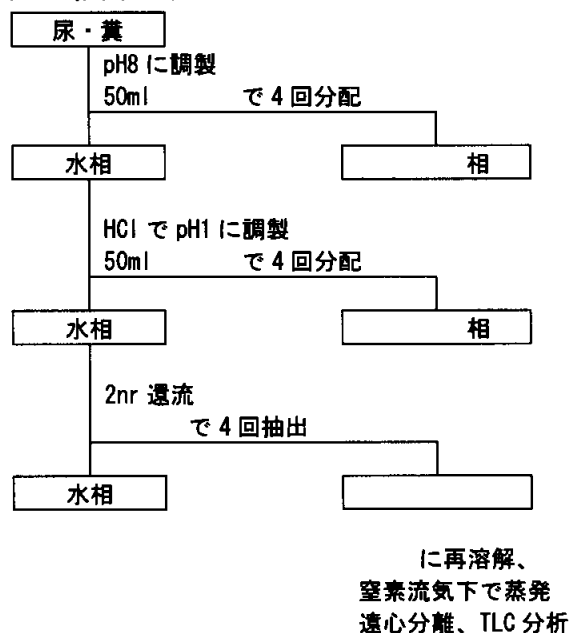 尿・糞
pH8 に調製
50ml で 4 回分配
水相 相
HCl で pH1 に調製
50ml で 4 回分配
水相 相
2nr 還流
で 4 回抽出
水相
に再溶解、
窒素流気下で蒸発
遠心分離、TLC 分析